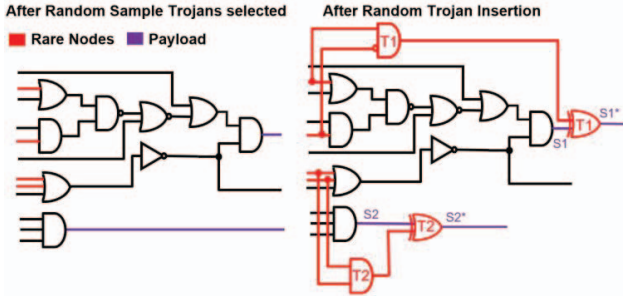 After Random Sample Trojans selected
After Random Trojan Insertion
Rare Nodes
Payload
T1
S1*
T1
S1
S2
S2*
T2
T2